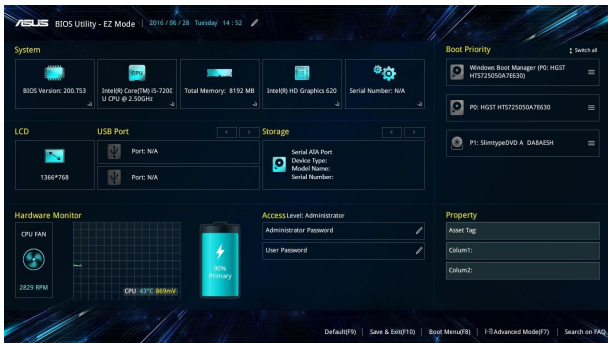 ASUS BIOS Utility - EZ Mode 2016/06/28 Tuesday 14:52
System
BIOS Version: 200.T53
CPU
Intel(R) Core(TM) i5-7200
U CPU @ 2.50GHz
Total Memory: 8192 MB
Intel(R) HD Graphics 620
Serial Number: N/A
Boot Priority
Switch all
Windows Boot Manager (P0: HGST
HTS725050A7E630)
P0: HGST HTS725050A7E630
P1: SlimtypeDVD A DA8AESH
LCD
1366*768
USB Port
Port: N/A
Port: N/A
Storage
Serial ATA Port
Device Type:
Model Name:
Serial Number:
Hardware Monitor
CPU FAN
2829 RPM
CPU 43°C 869mV
90%
Primary
Access Level: Administrator
Administrator Password
User Password
Property
Asset Tag:
Colum1:
Colum2:
Default(F9) | Save & Exit(F10) | Boot Menu(F8) | Advanced Mode(F7) | Search on FAQ